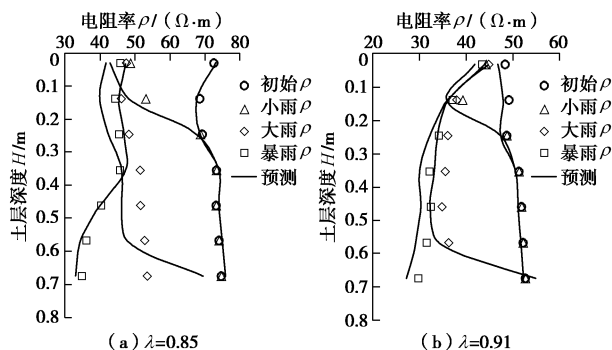 电阻率ρ/(Ω·m)
30 40 50 60 70 80
0
0.1
0.2
0.3
0.4
0.5
0.6
0.7
0.8
土层深度H/m
初始ρ
小雨ρ
大雨ρ
暴雨ρ
预测
(a) λ=0.85
电阻率ρ/(Ω·m)
20 30 40 50 60
0
0.1
0.2
0.3
0.4
0.5
0.6
0.7
0.8
土层深度H/m
初始ρ
小雨ρ
大雨ρ
暴雨ρ
预测
(b) λ=0.91